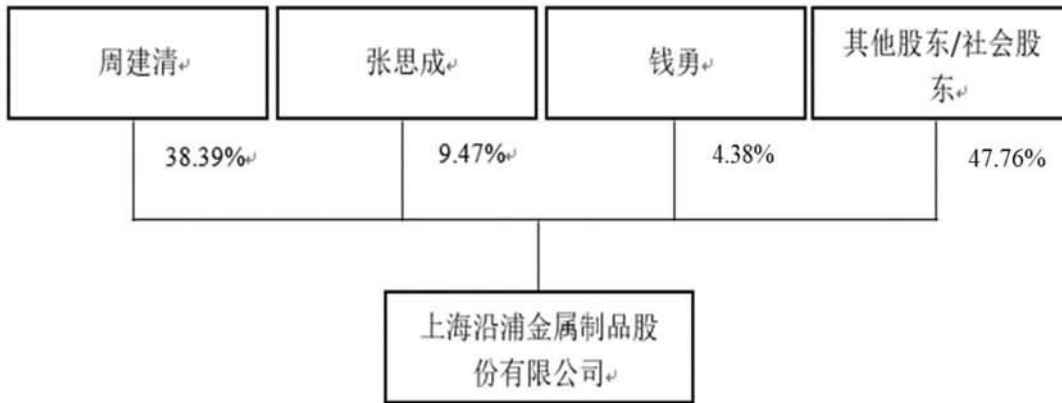 周建清
张思成
钱勇
其他股东/社会股
东
38.39%
9.47%
4.38%
47.76%
上海沿浦金属制品股
份有限公司